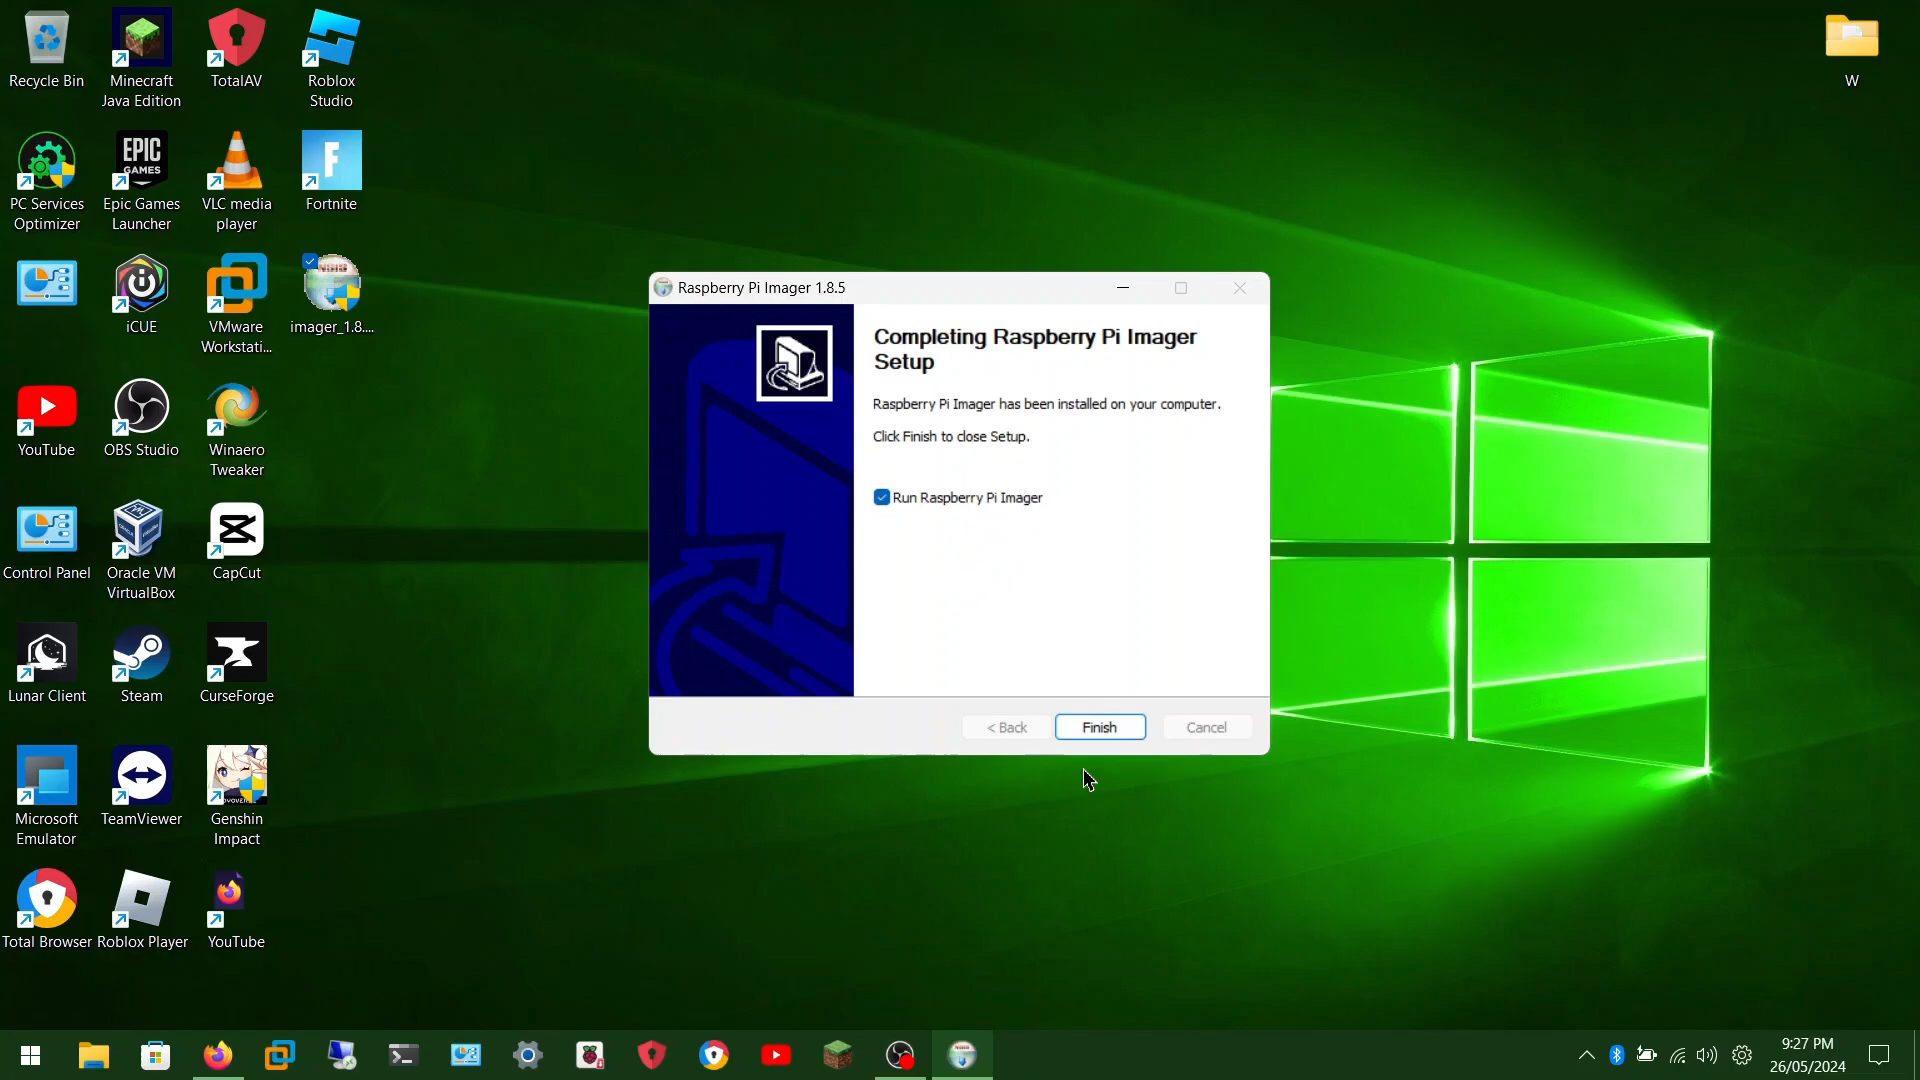 Recycle Bin
Minecraft
Java Edition
TotalAV
Roblox
Studio
W
PC Services
Optimizer
EPIC
GAMES
Epic Games
Launcher
VLC media
player
Fortnite
iCUE
VMware
Workstati...
imager_1.8....
YouTube
OBS Studio
Winaero
Tweaker
Control Panel
Oracle VM
VirtualBox
CapCut
Lunar Client
Steam
CurseForge
Microsoft
Emulator
TeamViewer
Genshin
Impact
Total Browser
Roblox Player
YouTube
Raspberry Pi Imager 1.8.5
Completing Raspberry Pi Imager
Setup
Raspberry Pi Imager has been installed on your computer.
Click Finish to close Setup.
Run Raspberry Pi Imager
< Back
Finish
Cancel
9:27 PM
26/05/2024